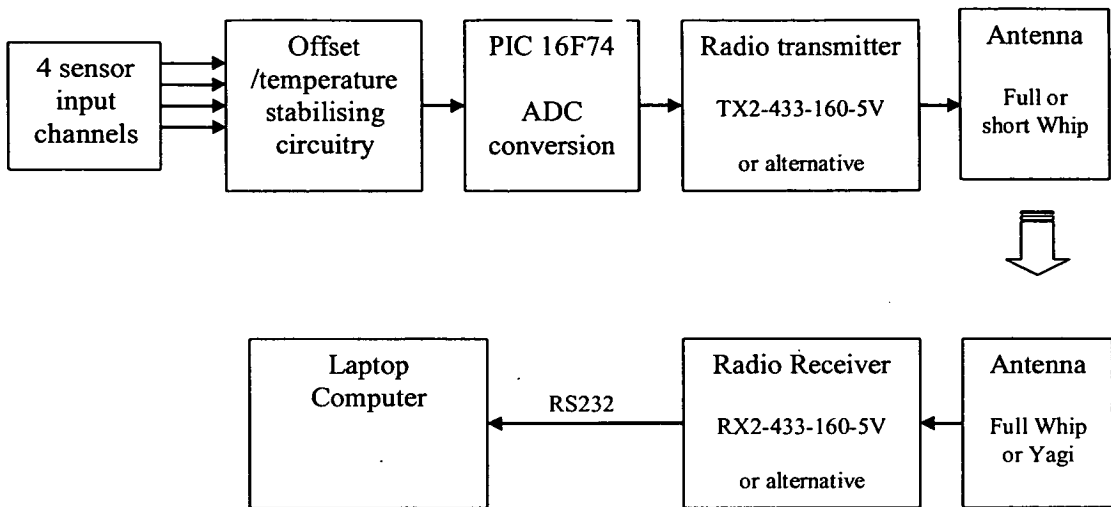 4 sensor
input
channels
Offset
/temperature
stabilising
circuitry
PIC 16F74
ADC
conversion
Radio transmitter
TX2-433-160-5V
or alternative
Antenna
Full or
short Whip
Laptop
Computer
RS232
Radio Receiver
RX2-433-160-5V
or alternative
Antenna
Full Whip
or Yagi